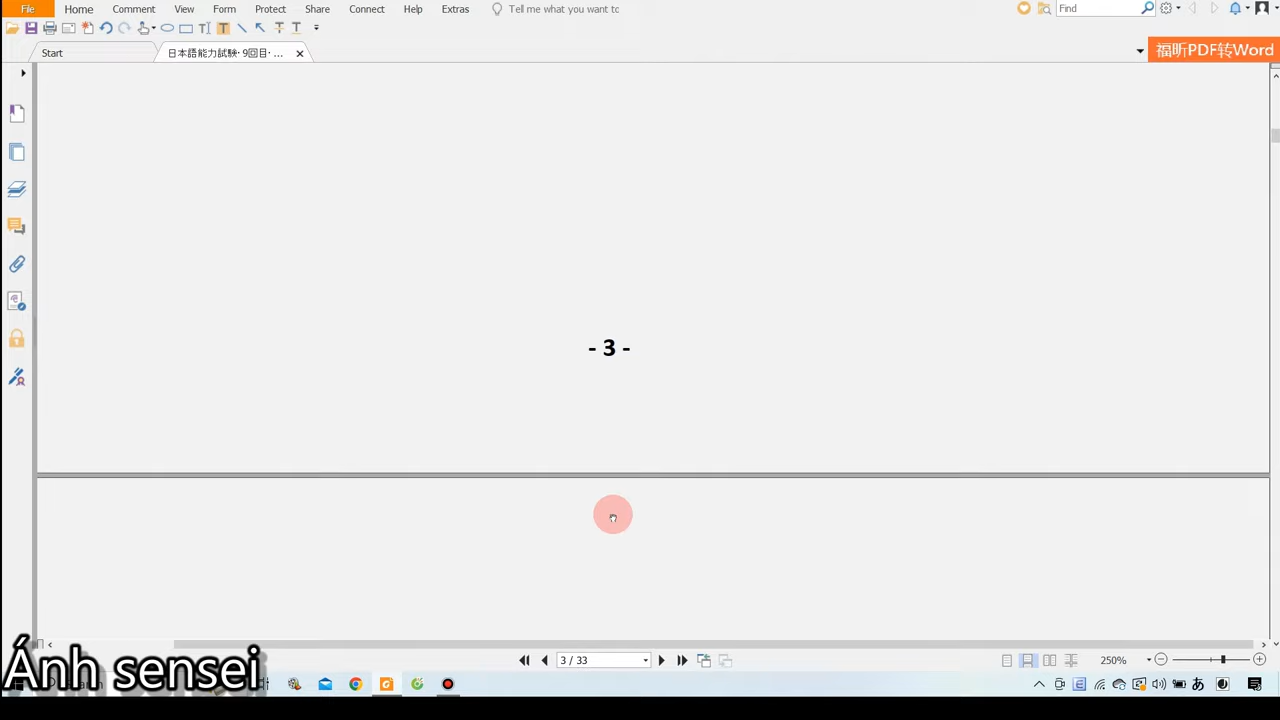 File Home Comment View Form Protect Share Connect Help Extras Tell me what you want to Find
Start 日本語能力試験・9回目・ ... 福昕PDF转Word
- 3 -
3 / 33 250%
Ánh sensei